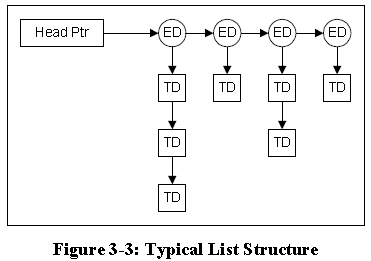 Head Ptr ED ED ED ED
TD TD TD TD
TD TD
TD
Figure 3-3: Typical List Structure